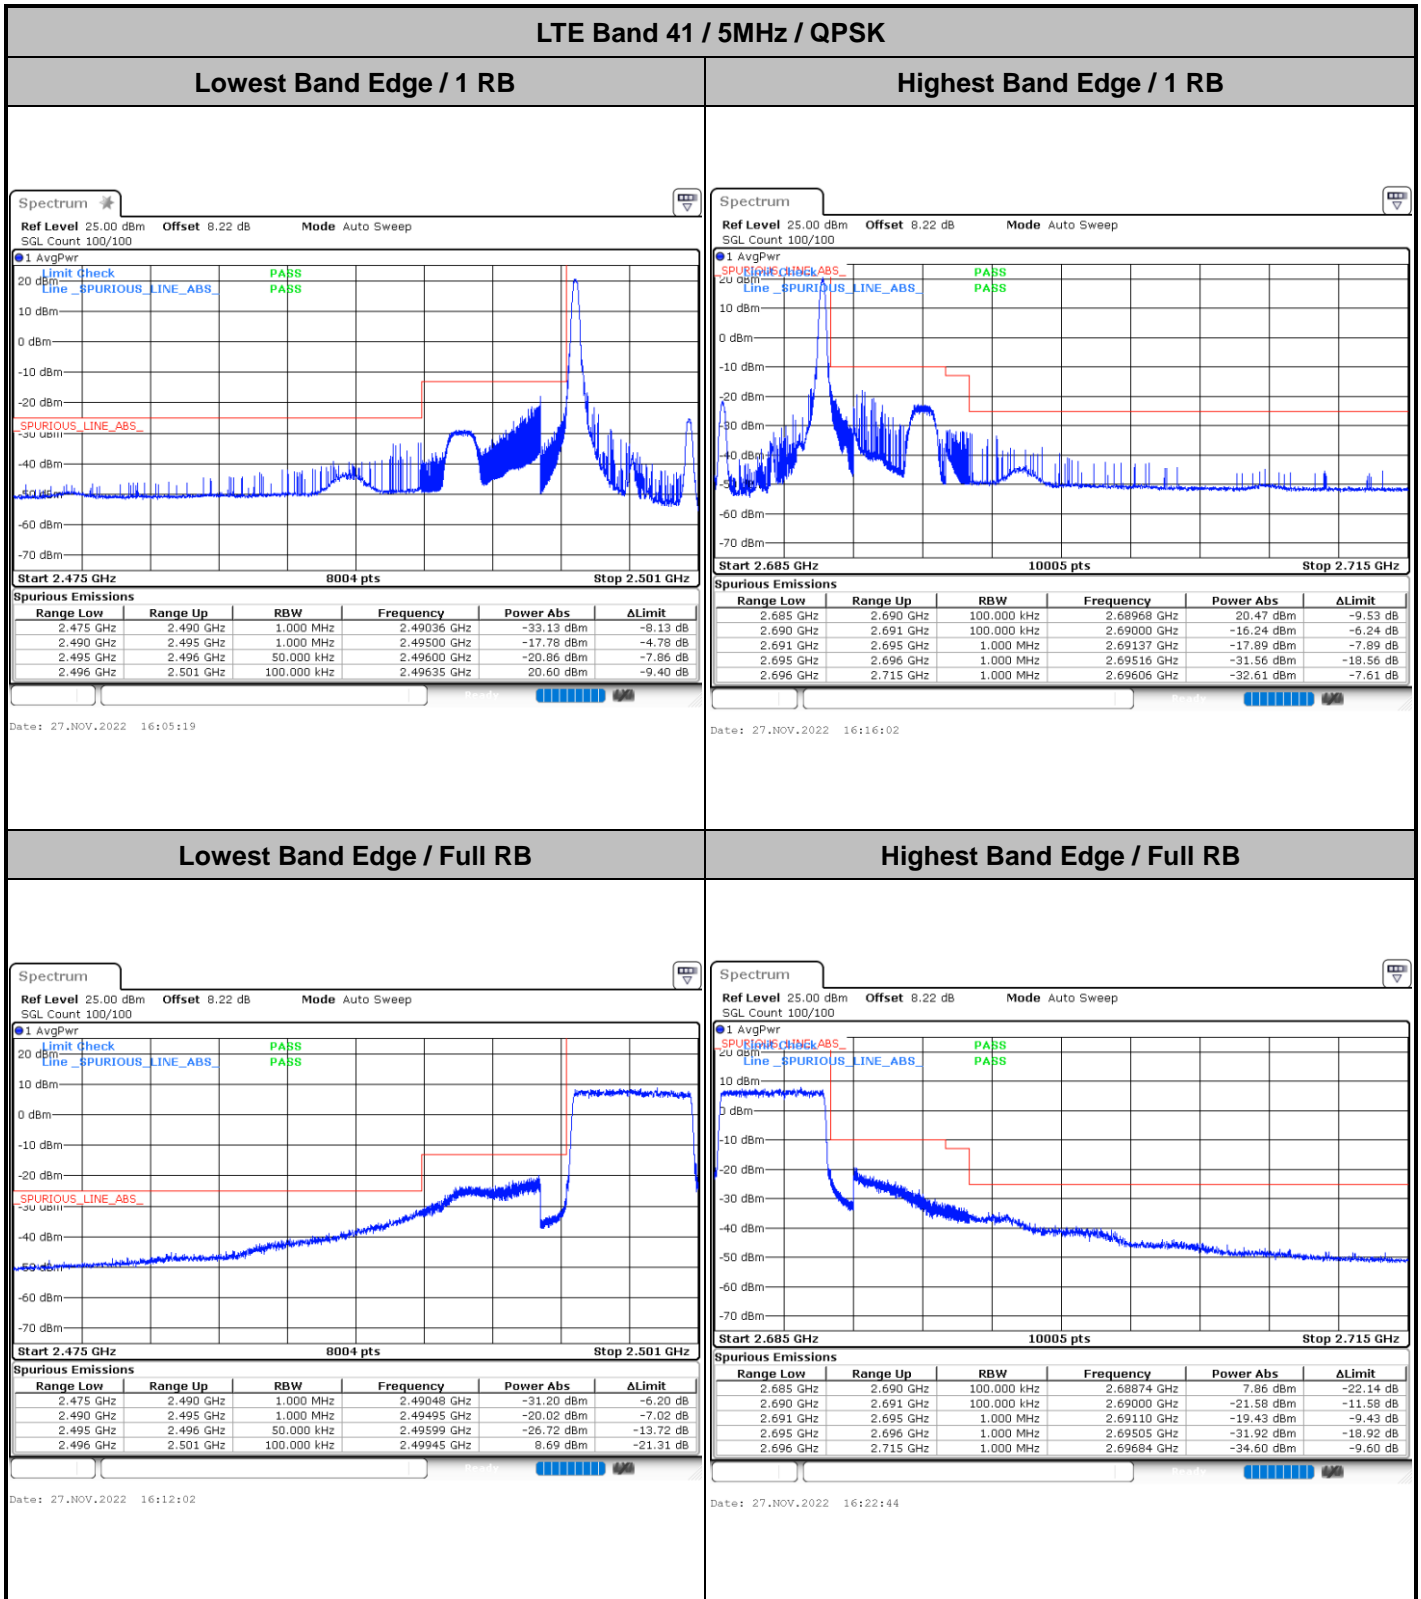 LTE Band 41 / 5MHz / QPSK
Lowest Band Edge / 1 RB
Highest Band Edge / 1 RB
Spectrum
Ref Level 25.00 dBm Offset 8.22 dB Mode Auto Sweep
SGL Count 100/100
1 AvgPwr
Limit Check PASS
20 dBm
Line _SPURIOUS_LINE_ABS_ PASS
10 dBm
0 dBm
-10 dBm
-20 dBm
_SPURIOUS_LINE_ABS_
-30 dBm
-40 dBm
-50 dBm
-60 dBm
-70 dBm
Start 2.475 GHz 8004 pts Stop 2.501 GHz
Spurious Emissions
Range Low Range Up RBW Frequency Power Abs ΔLimit
2.475 GHz 2.490 GHz 1.000 MHz 2.49036 GHz -33.13 dBm -8.13 dB
2.490 GHz 2.495 GHz 1.000 MHz 2.49500 GHz -17.78 dBm -4.78 dB
2.495 GHz 2.496 GHz 50.000 kHz 2.49600 GHz -20.86 dBm -7.86 dB
2.496 GHz 2.501 GHz 100.000 kHz 2.49635 GHz 20.60 dBm -9.40 dB
Ready
Date: 27.NOV.2022 16:05:19
Spectrum
Ref Level 25.00 dBm Offset 8.22 dB Mode Auto Sweep
SGL Count 100/100
1 AvgPwr
_SPURIOUS_LINE_ABS_
Limit Check PASS
20 dBm
Line _SPURIOUS_LINE_ABS_ PASS
10 dBm
0 dBm
-10 dBm
-20 dBm
-30 dBm
-40 dBm
-50 dBm
-60 dBm
-70 dBm
Start 2.685 GHz 10005 pts Stop 2.715 GHz
Spurious Emissions
Range Low Range Up RBW Frequency Power Abs ΔLimit
2.685 GHz 2.690 GHz 100.000 kHz 2.68968 GHz 20.47 dBm -9.53 dB
2.690 GHz 2.691 GHz 100.000 kHz 2.69000 GHz -16.24 dBm -6.24 dB
2.691 GHz 2.695 GHz 1.000 MHz 2.69137 GHz -17.89 dBm -7.89 dB
2.695 GHz 2.696 GHz 1.000 MHz 2.69516 GHz -31.56 dBm -18.56 dB
2.696 GHz 2.715 GHz 1.000 MHz 2.69606 GHz -32.61 dBm -7.61 dB
Ready
Date: 27.NOV.2022 16:16:02
Lowest Band Edge / Full RB
Highest Band Edge / Full RB
Spectrum
Ref Level 25.00 dBm Offset 8.22 dB Mode Auto Sweep
SGL Count 100/100
1 AvgPwr
Limit Check PASS
20 dBm
Line _SPURIOUS_LINE_ABS_ PASS
10 dBm
0 dBm
-10 dBm
-20 dBm
_SPURIOUS_LINE_ABS_
-30 dBm
-40 dBm
-50 dBm
-60 dBm
-70 dBm
Start 2.475 GHz 8004 pts Stop 2.501 GHz
Spurious Emissions
Range Low Range Up RBW Frequency Power Abs ΔLimit
2.475 GHz 2.490 GHz 1.000 MHz 2.49048 GHz -31.20 dBm -6.20 dB
2.490 GHz 2.495 GHz 1.000 MHz 2.49495 GHz -20.02 dBm -7.02 dB
2.495 GHz 2.496 GHz 50.000 kHz 2.49599 GHz -26.72 dBm -13.72 dB
2.496 GHz 2.501 GHz 100.000 kHz 2.49945 GHz 8.69 dBm -21.31 dB
Ready
Date: 27.NOV.2022 16:12:02
Spectrum
Ref Level 25.00 dBm Offset 8.22 dB Mode Auto Sweep
SGL Count 100/100
1 AvgPwr
_SPURIOUS_LINE_ABS_
Limit Check PASS
20 dBm
Line _SPURIOUS_LINE_ABS_ PASS
10 dBm
0 dBm
-10 dBm
-20 dBm
-30 dBm
-40 dBm
-50 dBm
-60 dBm
-70 dBm
Start 2.685 GHz 10005 pts Stop 2.715 GHz
Spurious Emissions
Range Low Range Up RBW Frequency Power Abs ΔLimit
2.685 GHz 2.690 GHz 100.000 kHz 2.68874 GHz 7.86 dBm -22.14 dB
2.690 GHz 2.691 GHz 100.000 kHz 2.69000 GHz -21.58 dBm -11.58 dB
2.691 GHz 2.695 GHz 1.000 MHz 2.69110 GHz -19.43 dBm -9.43 dB
2.695 GHz 2.696 GHz 1.000 MHz 2.69505 GHz -31.92 dBm -18.92 dB
2.696 GHz 2.715 GHz 1.000 MHz 2.69684 GHz -34.60 dBm -9.60 dB
Ready
Date: 27.NOV.2022 16:22:44